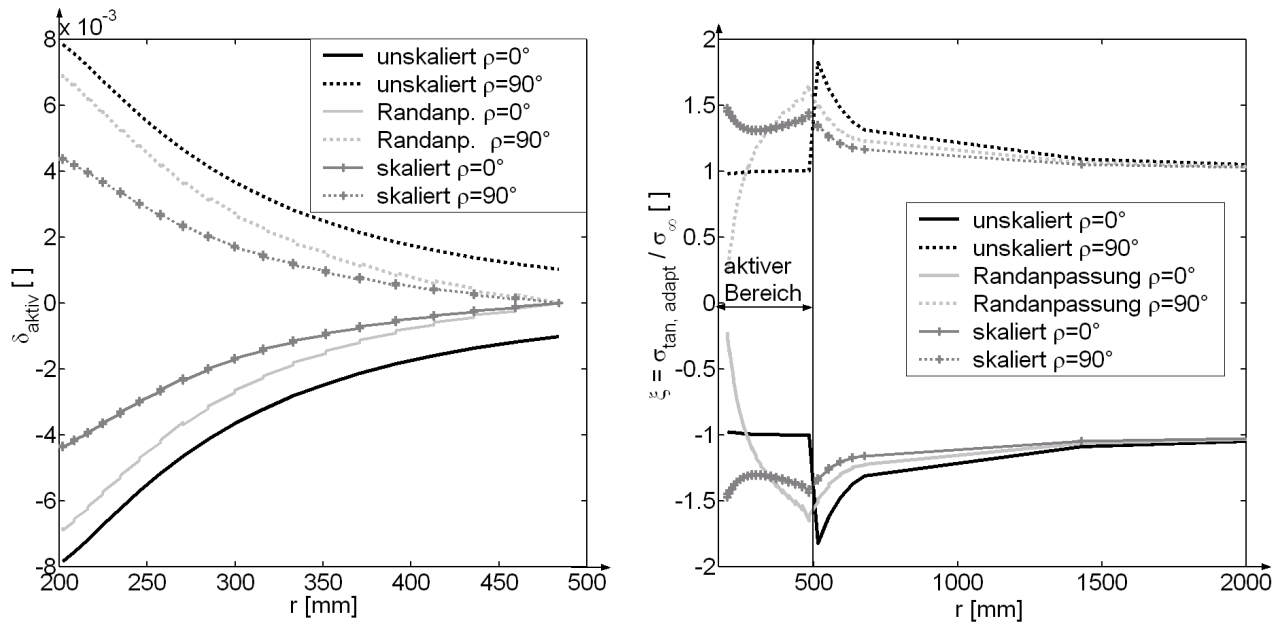 x 10⁻³
8
6
4
2
0
-2
-4
-6
-8
δaktiv [ ]
200
250
300
350
400
450
500
r [mm]
unskaliert ρ=0°
unskaliert ρ=90°
Randanp. ρ=0°
Randanp. ρ=90°
skaliert ρ=0°
skaliert ρ=90°
2
1.5
1
0.5
0
-0.5
-1
-1.5
-2
ξ = σtan, adapt / σ∞ [ ]
aktiver
Bereich
unskaliert ρ=0°
unskaliert ρ=90°
Randanpassung ρ=0°
Randanpassung ρ=90°
skaliert ρ=0°
skaliert ρ=90°
0
500
1000
1500
2000
r [mm]